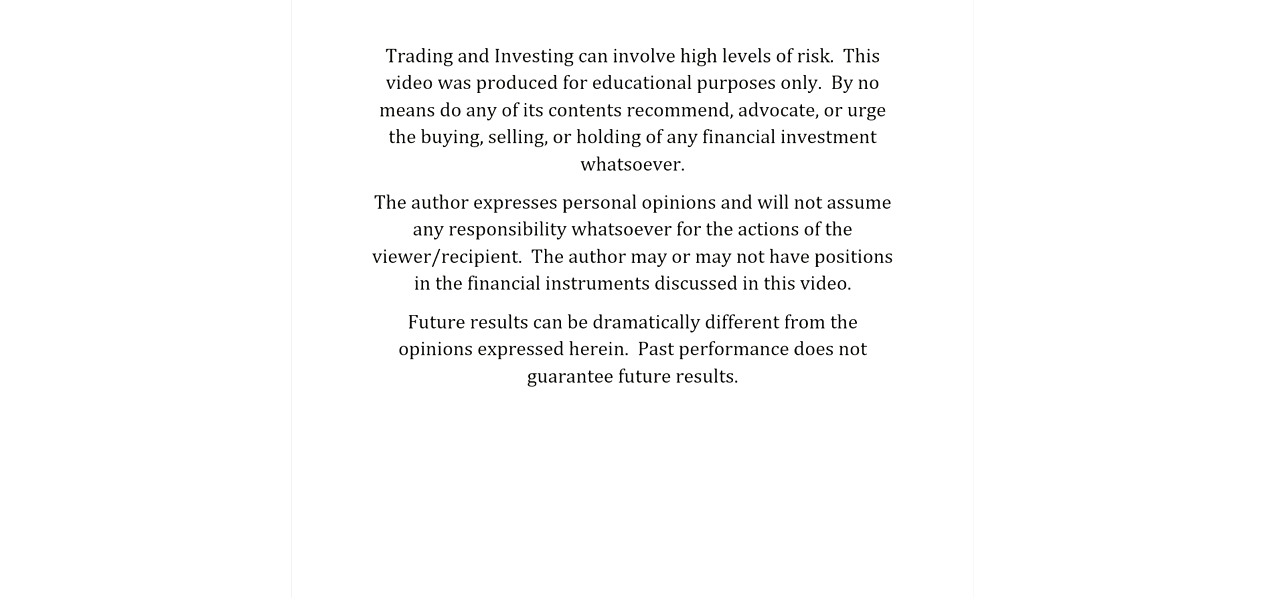 Trading and Investing can involve high levels of risk.  This
video was produced for educational purposes only.  By no
means do any of its contents recommend, advocate, or urge
the buying, selling, or holding of any financial investment
whatsoever.
The author expresses personal opinions and will not assume
any responsibility whatsoever for the actions of the
viewer/recipient.  The author may or may not have positions
in the financial instruments discussed in this video.
Future results can be dramatically different from the
opinions expressed herein.  Past performance does not
guarantee future results.